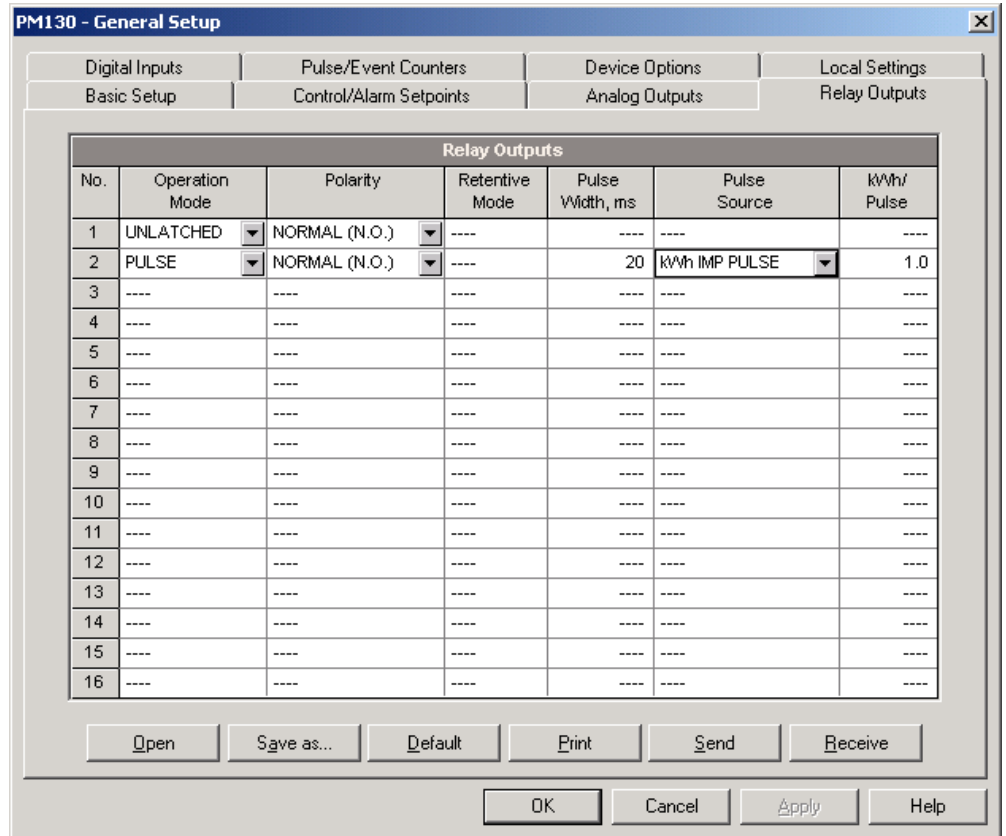 PM130 - General Setup
Digital Inputs Pulse/Event Counters Device Options Local Settings
Basic Setup Control/Alarm Setpoints Analog Outputs Relay Outputs
Relay Outputs
No. Operation Mode Polarity Retentive Mode Pulse Width, ms Pulse Source kWh/ Pulse
1 UNLATCHED NORMAL (N.O.) ---- ---- ---- ----
2 PULSE NORMAL (N.O.) ---- 20 kWh IMP PULSE 1.0
3 ---- ---- ---- ---- ---- ----
4 ---- ---- ---- ---- ---- ----
5 ---- ---- ---- ---- ---- ----
6 ---- ---- ---- ---- ---- ----
7 ---- ---- ---- ---- ---- ----
8 ---- ---- ---- ---- ---- ----
9 ---- ---- ---- ---- ---- ----
10 ---- ---- ---- ---- ---- ----
11 ---- ---- ---- ---- ---- ----
12 ---- ---- ---- ---- ---- ----
13 ---- ---- ---- ---- ---- ----
14 ---- ---- ---- ---- ---- ----
15 ---- ---- ---- ---- ---- ----
16 ---- ---- ---- ---- ---- ----
Open Save as... Default Print Send Receive
OK Cancel Apply Help